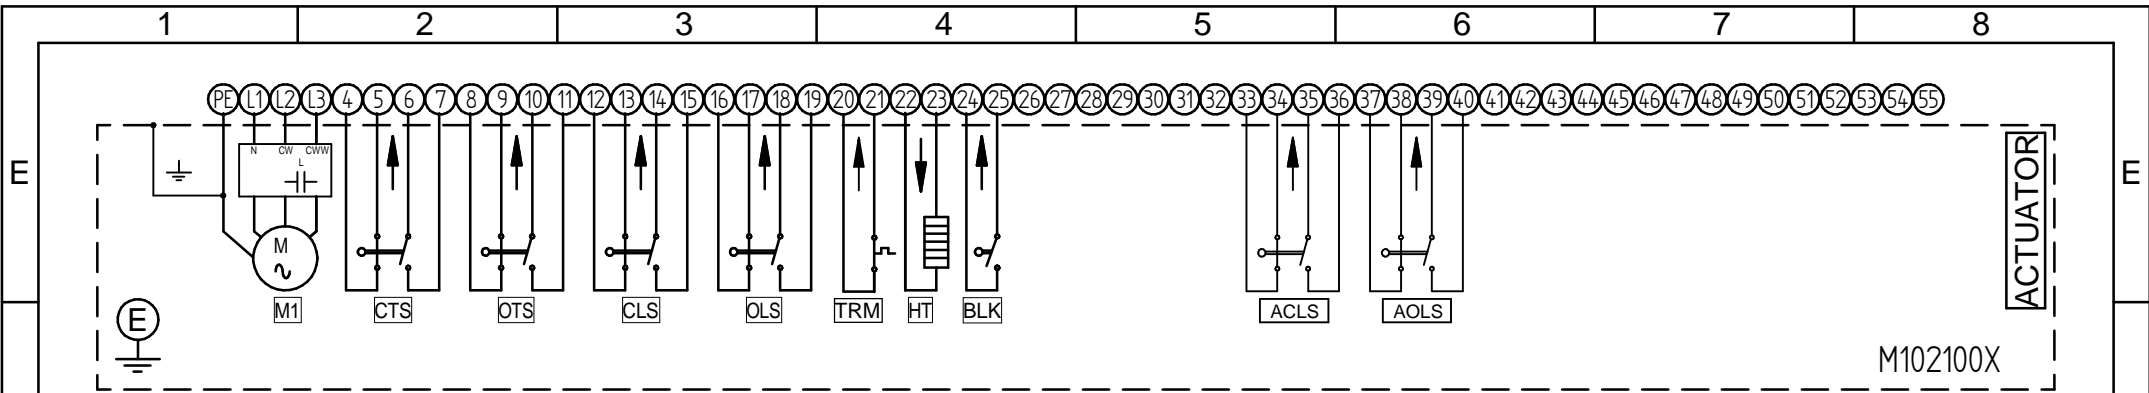 1 2 3 4 5 6 7 8
PE L1 L2 L3 4 5 6 7 8 9 10 11 12 13 14 15 16 17 18 19 20 21 22 23 24 25 26 27 28 29 30 31 32 33 34 35 36 37 38 39 40 41 42 43 44 45 46 47 48 49 50 51 52 53 54 55
N CW CWW
L
E E
ACTUATOR
M
M1 CTS OTS CLS OLS TRM HT BLK ACLS AOLS
E
M102100X